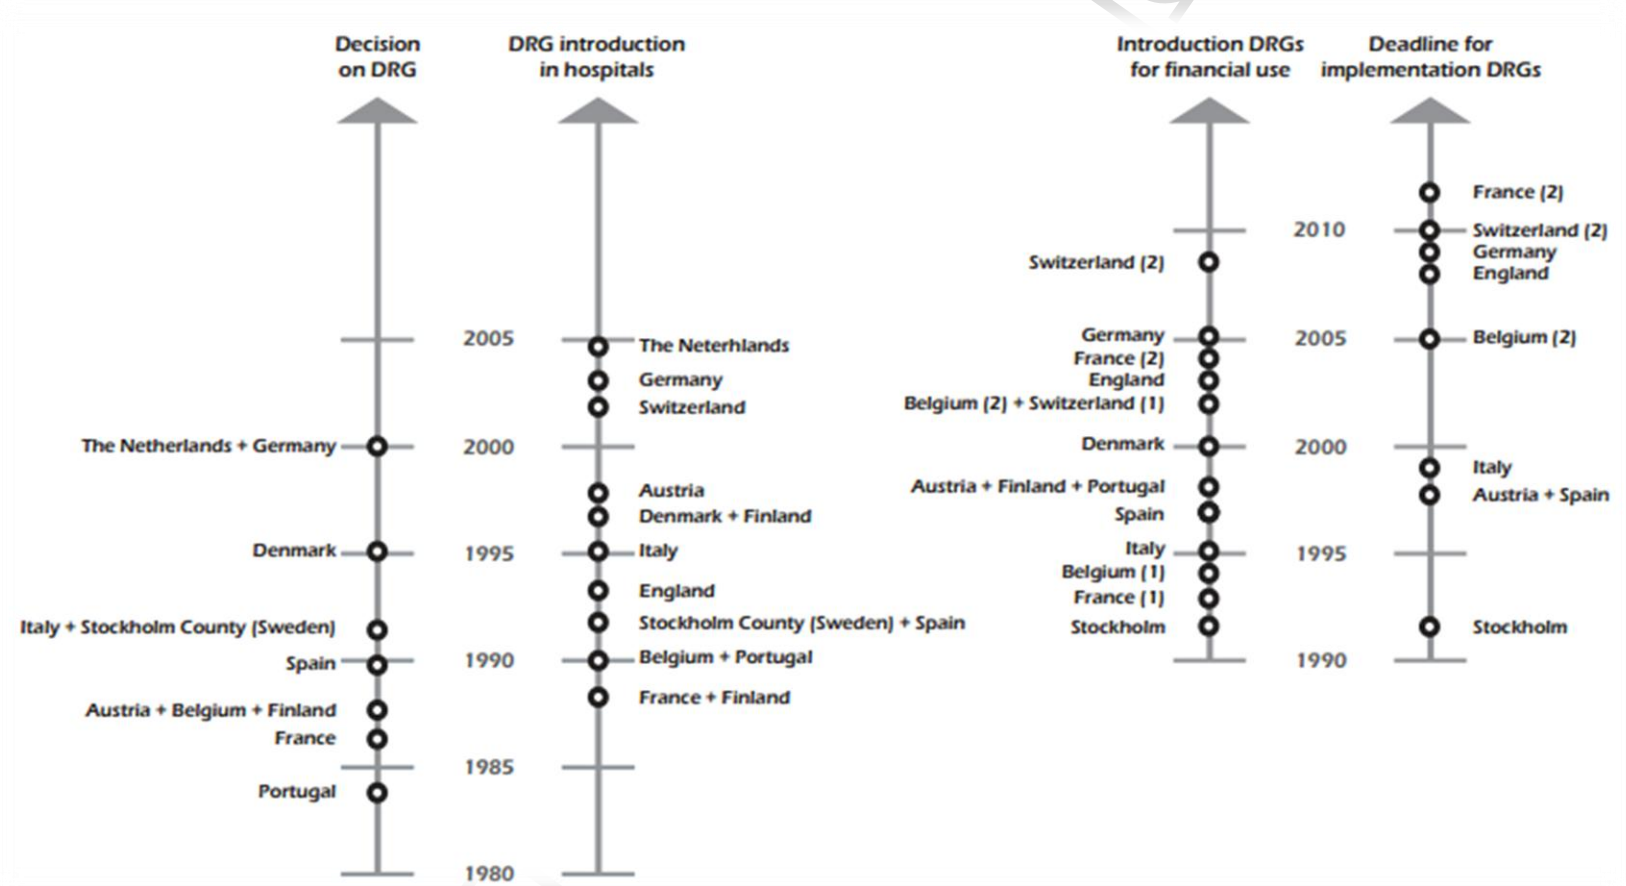 Decision
on DRG
DRG introduction
in hospitals
Introduction DRGs
for financial use
Deadline for
implementation DRGs
2005
The Netherlands + Germany
2000
Denmark
1995
Italy + Stockholm County (Sweden)
Spain
1990
Austria + Belgium + Finland
France
1985
Portugal
1980
The Neterhlands
Germany
Switzerland
Austria
Denmark + Finland
Italy
England
Stockholm County (Sweden) + Spain
Belgium + Portugal
France + Finland
2010
Switzerland (2)
Germany
2005
France (2)
England
Belgium (2) + Switzerland (1)
Denmark
2000
Austria + Finland + Portugal
Spain
Italy
1995
Belgium (1)
France (1)
Stockholm
1990
France (2)
Switzerland (2)
Germany
England
Belgium (2)
Italy
Austria + Spain
Stockholm